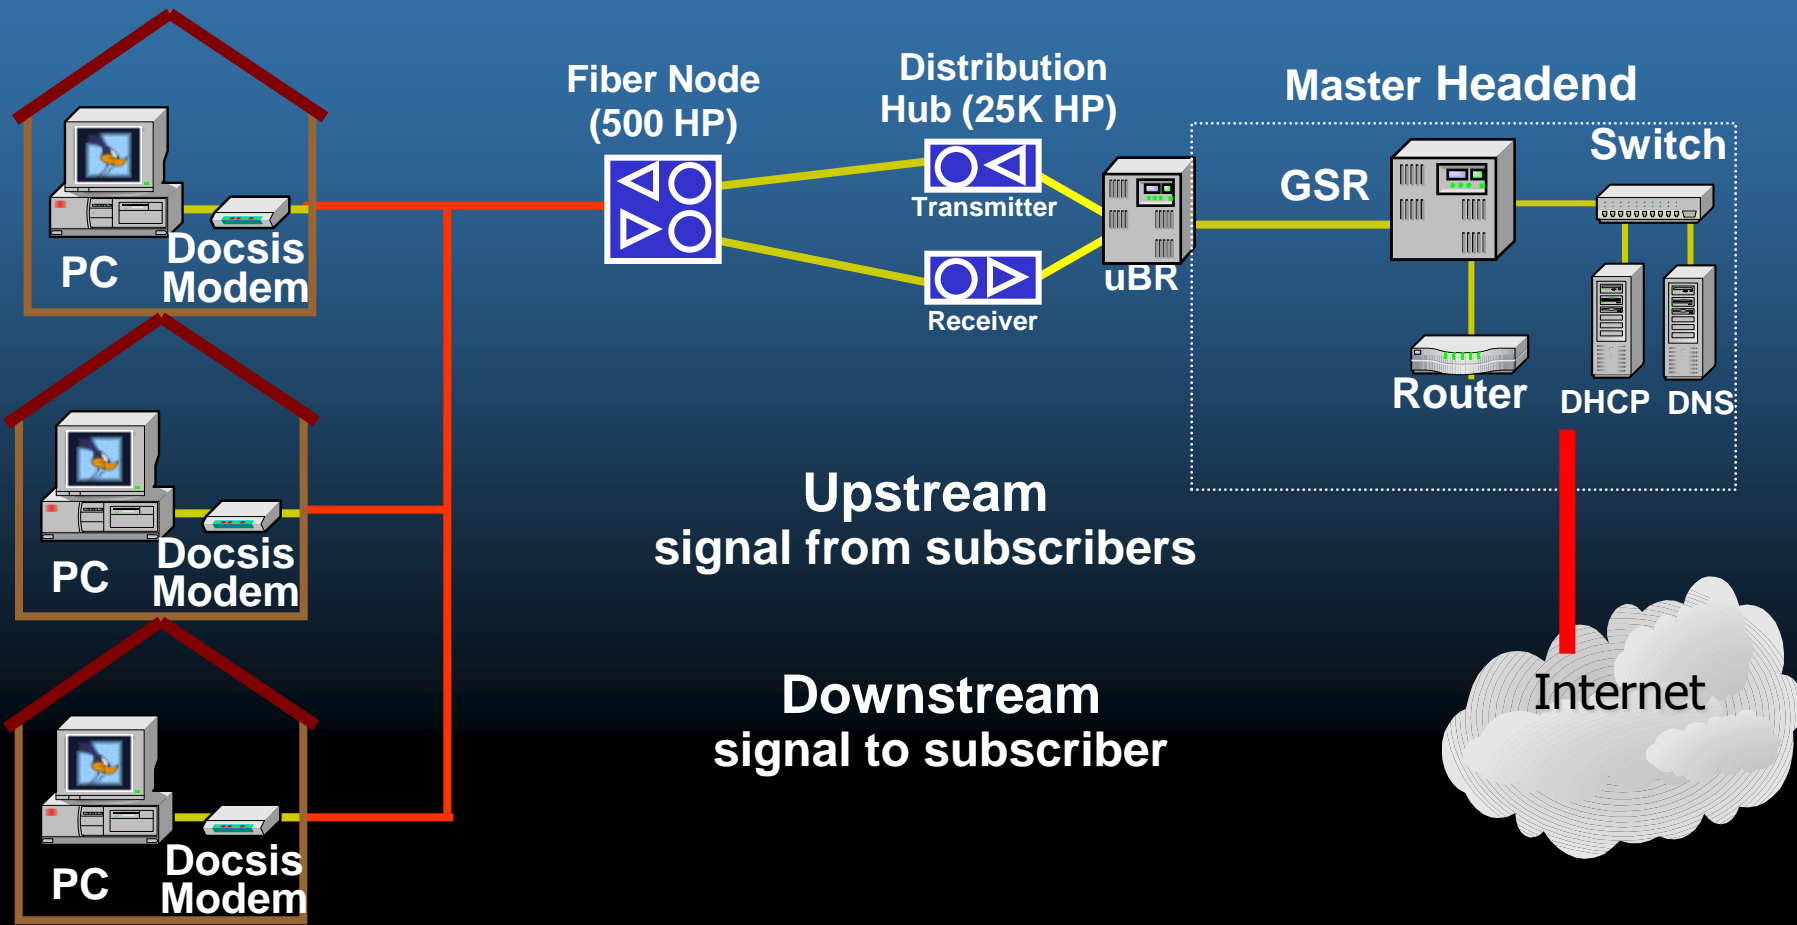 Fiber Node
(500 HP)
Distribution
Hub (25K HP)
Master Headend
Switch
GSR
Transmitter
uBR
Receiver
Router
DHCP
DNS
PC
Docsis
Modem
PC
Docsis
Modem
PC
Docsis
Modem
Upstream
signal from subscribers
Downstream
signal to subscriber
Internet